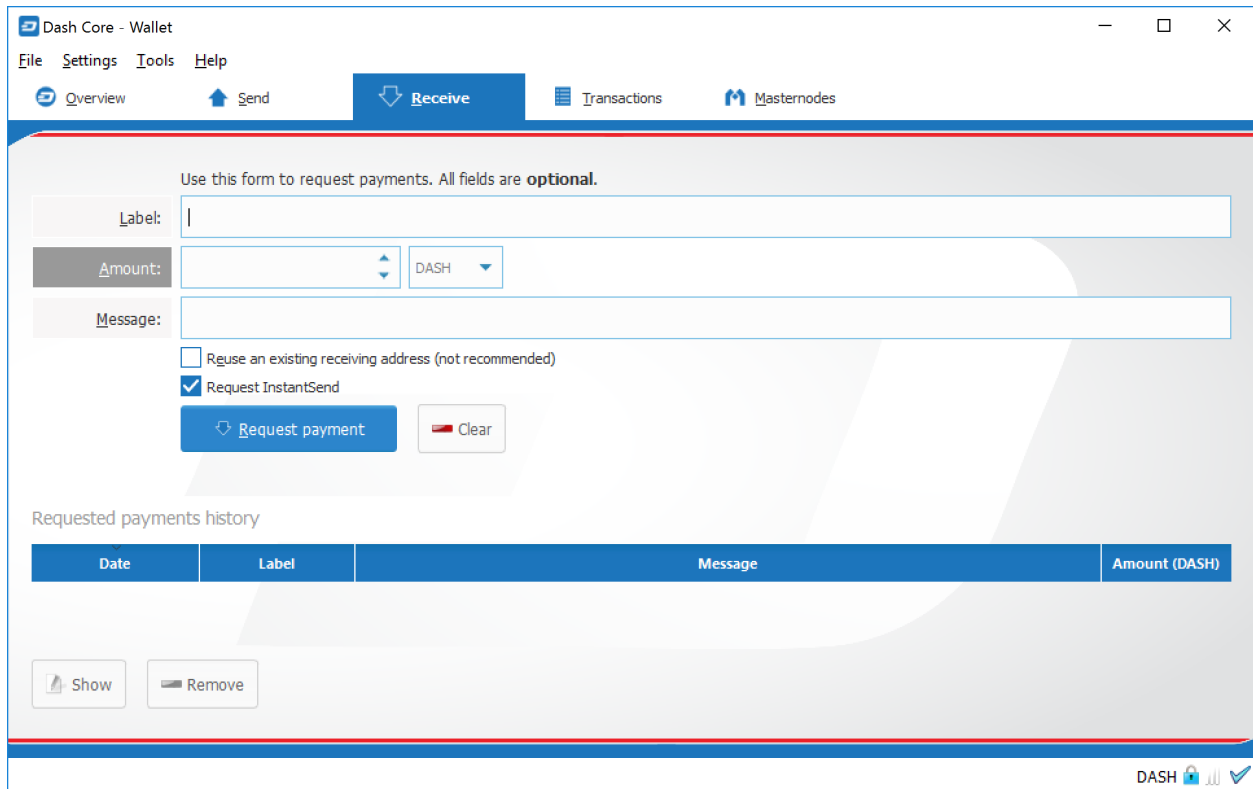 Dash Core - Wallet
File Settings Tools Help
Overview Send Receive Transactions Masternodes
Use this form to request payments. All fields are optional.
Label:
Amount: DASH
Message:
Reuse an existing receiving address (not recommended)
Request InstantSend
Request payment Clear
Requested payments history
Date Label Message Amount (DASH)
Show Remove
DASH